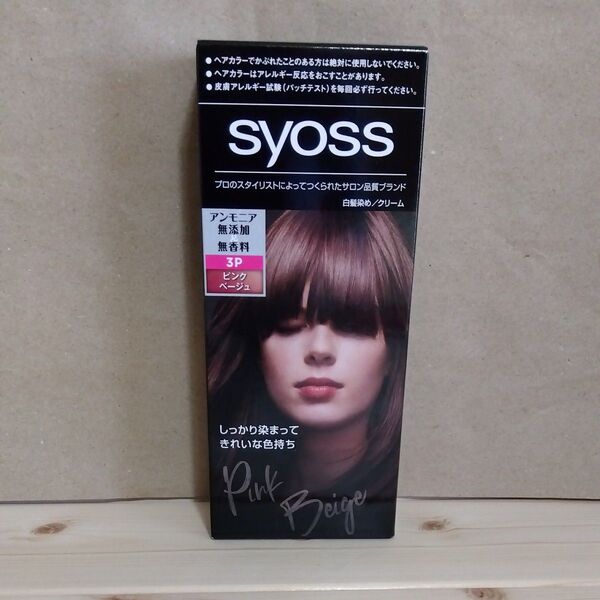 ● ヘアカラーでかぶれたことのある方は絶対に使用しないでください。
● ヘアカラーはアレルギー反応をおこすことがあります。
● 皮膚アレルギー試験(パッチテスト)を毎回必ず行ってください。
syoss
プロのスタイリストによってつくられたサロン品質ブランド
白髪染め/クリーム
アンモニア
無添加
無香料
3P
ピンク
ベージュ
しっかり染まって
きれいな色持ち
Pink
Beige